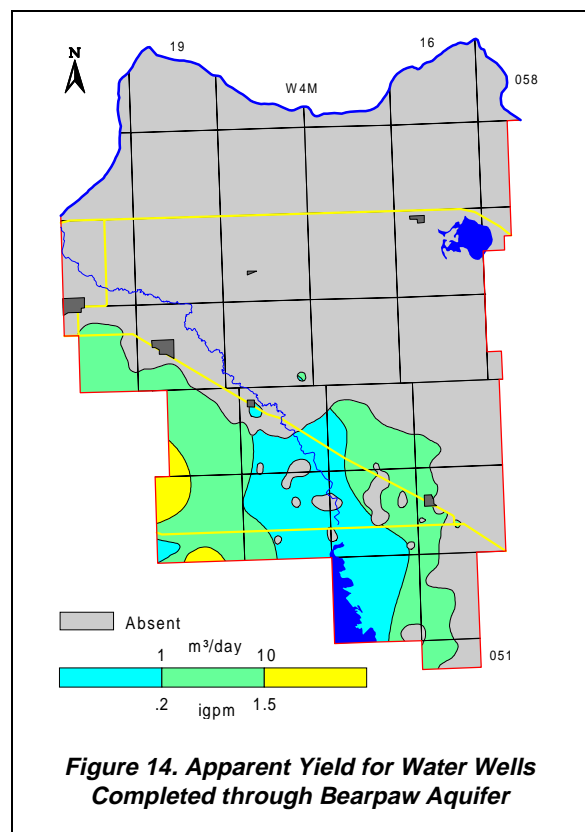 19
16
N
W4M
058
Absent
m³/day
1 10
.2 1.5
igpm
051
Figure 14. Apparent Yield for Water Wells
Completed through Bearpaw Aquifer